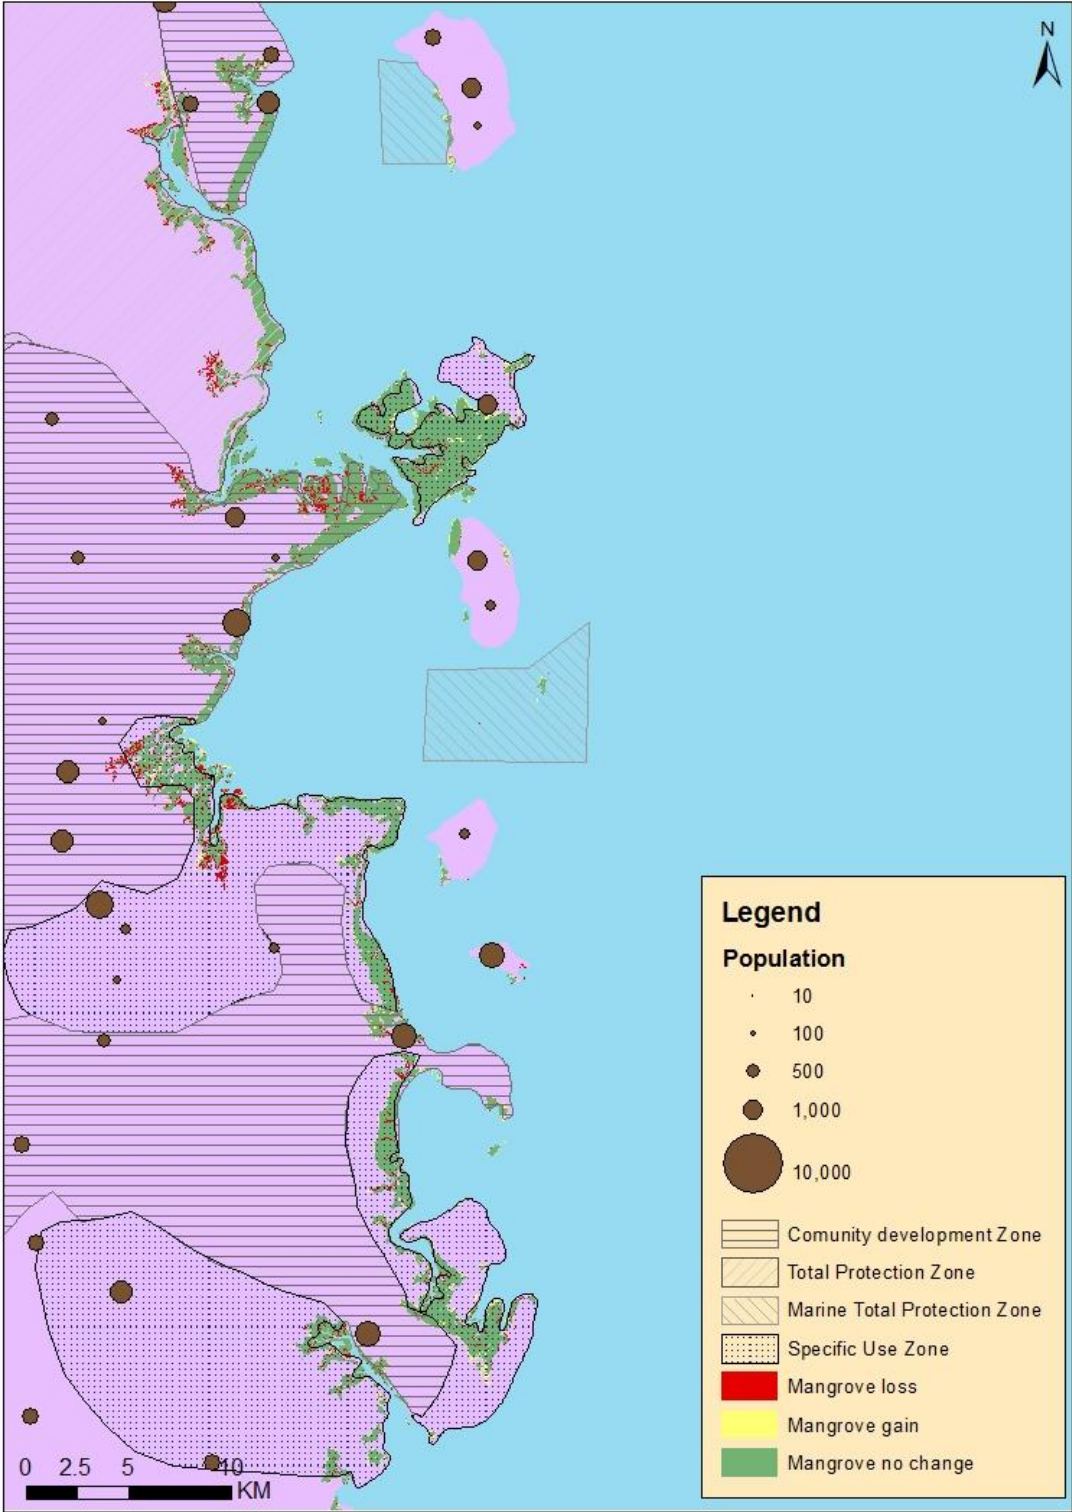 N
Legend
Population
10
100
500
1,000
10,000
Comunity development Zone
Total Protection Zone
Marine Total Protection Zone
Specific Use Zone
Mangrove loss
Mangrove gain
Mangrove no change
0 2.5 5 10
KM